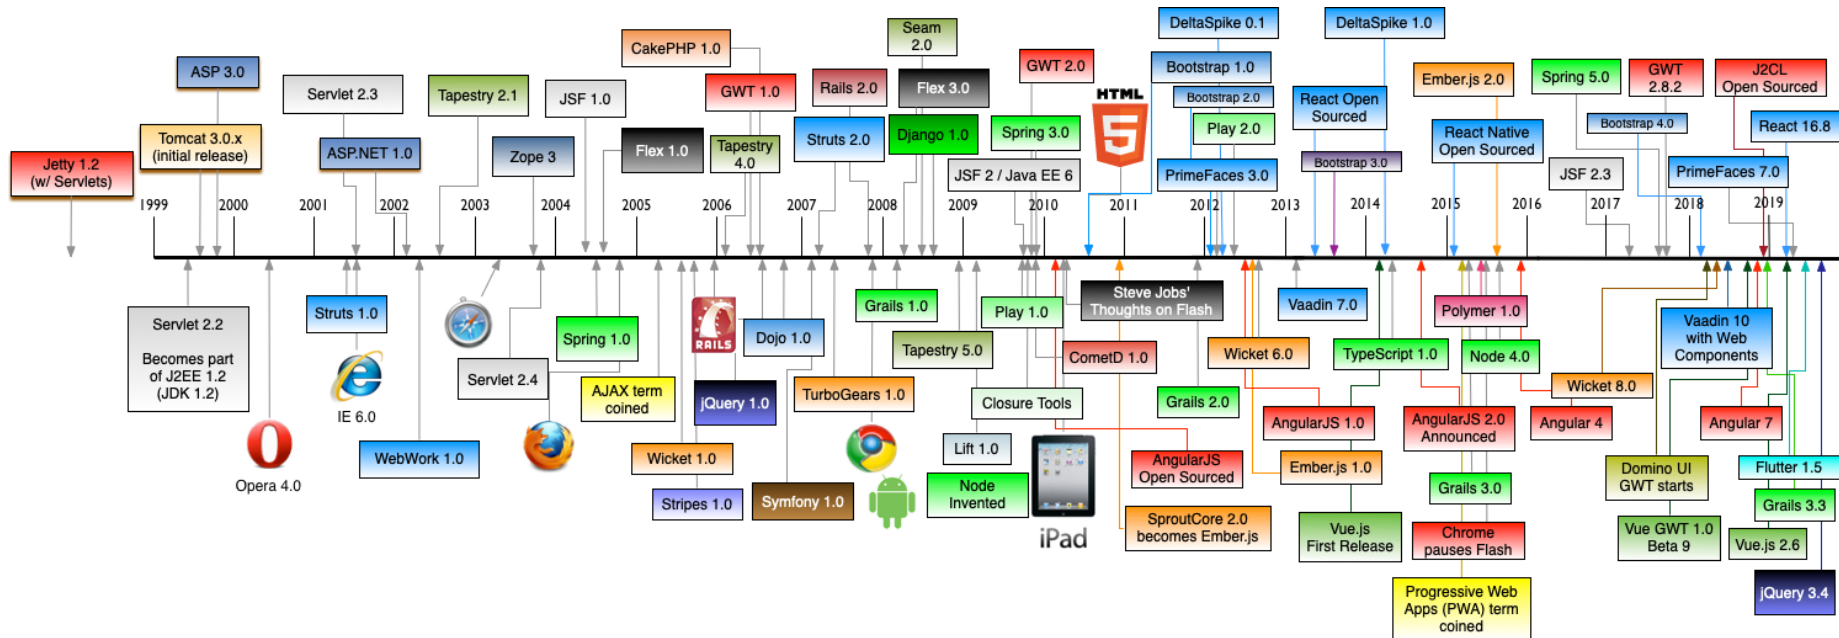 DeltaSpike 0.1
DeltaSpike 1.0
Seam
2.0
CakePHP 1.0
GWT 2.0
Bootstrap 1.0
ASP 3.0
Servlet 2.3
Tapestry 2.1
JSF 1.0
GWT 1.0
Rails 2.0
Flex 3.0
HTML
5
Bootstrap 2.0
React Open
Sourced
Ember.js 2.0
Spring 5.0
GWT
2.8.2
J2CL
Open Sourced
Tomcat 3.0.x
(initial release)
ASP.NET 1.0
Zope 3
Flex 1.0
Tapestry
4.0
Struts 2.0
Django 1.0
Spring 3.0
Play 2.0
React Native
Open Sourced
Bootstrap 4.0
React 16.8
Jetty 1.2
(w/ Servlets)
JSF 2 / Java EE 6
PrimeFaces 3.0
Bootstrap 3.0
JSF 2.3
PrimeFaces 7.0
1999
2000
2001
2002
2003
2004
2005
2006
2007
2008
2009
2010
2011
2012
2013
2014
2015
2016
2017
2018
2019
Servlet 2.2
Becomes part
of J2EE 1.2
(JDK 1.2)
Opera 4.0
Struts 1.0
IE 6.0
WebWork 1.0
Servlet 2.4
Spring 1.0
AJAX term
coined
RAILS
jQuery 1.0
Wicket 1.0
Stripes 1.0
Dojo 1.0
Symfony 1.0
TurboGears 1.0
Grails 1.0
Tapestry 5.0
Lift 1.0
Node
Invented
Play 1.0
Closure Tools
CometD 1.0
iPad
Steve Jobs'
Thoughts on Flash
AngularJS
Open Sourced
SproutCore 2.0
becomes Ember.js
Grails 2.0
Wicket 6.0
Vaadin 7.0
AngularJS 1.0
Ember.js 1.0
Vue.js
First Release
TypeScript 1.0
AngularJS 2.0
Announced
Polymer 1.0
Node 4.0
Grails 3.0
Chrome
pauses Flash
Progressive Web
Apps (PWA) term
coined
Angular 4
Wicket 8.0
Vaadin 10
with Web
Components
Domino UI
GWT starts
Vue GWT 1.0
Beta 9
Angular 7
Flutter 1.5
Grails 3.3
Vue.js 2.6
jQuery 3.4